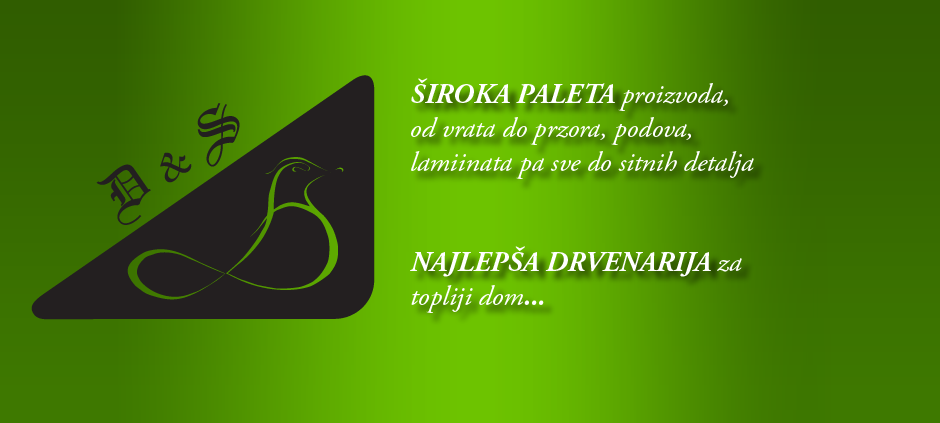 D & S
ŠIROKA PALETA proizvoda,
od vrata do przora, podova,
lamiinata pa sve do sitnih detalja
NAJLEPŠA DRVENARIJA za
topliji dom...